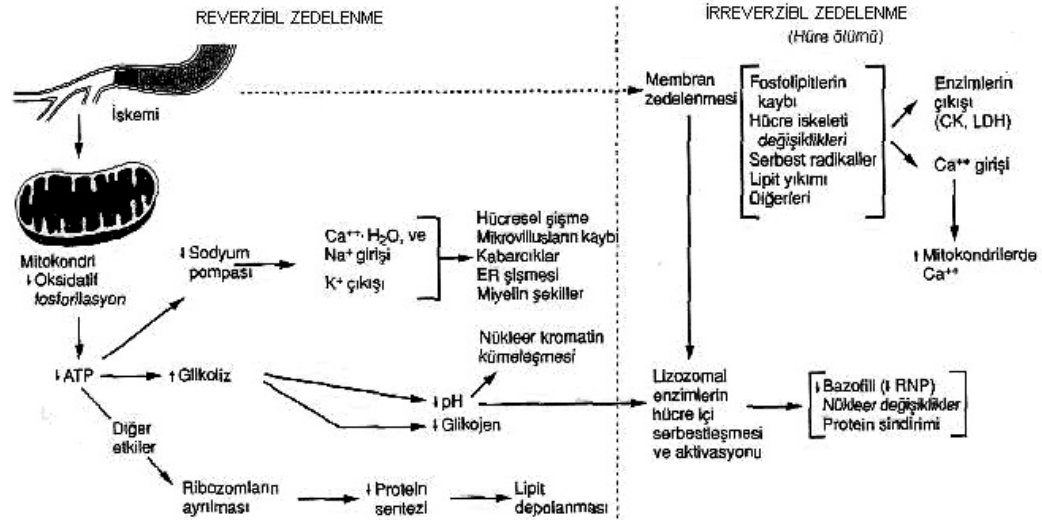 REVERZİBL ZEDELENME
İRREVERZİBL ZEDELENME
(Hüre ölümü)
İşkemi
Mitokondri
↓Oksidatif
fosforilasyon
↓ATP
↓ Sodyum
pompası
Ca++, H2O, ve
Na+ girişi
K+ çıkışı
Hücresel şişme
Mikrovillusların kaybı
Kabarcıklar
ER şişmesi
Miyelin şekiller
↑ Glikoliz
Nükleer kromatin
kümeleşmesi
↓pH
↓ Glikojen
Diğer
etkiler
Ribozomların
ayrılması
↓ Protein
sentezi
Lipit
depolanması
Membran
zedelenmesi
Fosfolipitlerin
kaybı
Hücre iskeleti
değişiklikleri
Serbest radikaller
Lipit yıkımı
Diğerleri
Enzimlerin
çıkışı
(CK, LDH)
Ca++ girişi
↑ Mitokondrilerde
Ca++
Lizozomal
enzimlerin
hücre içi
serbestleşmesi
ve aktivasyonu
↓Bazofili (↓ RNP)
Nükleer değişiklikler
Protein sindirimi